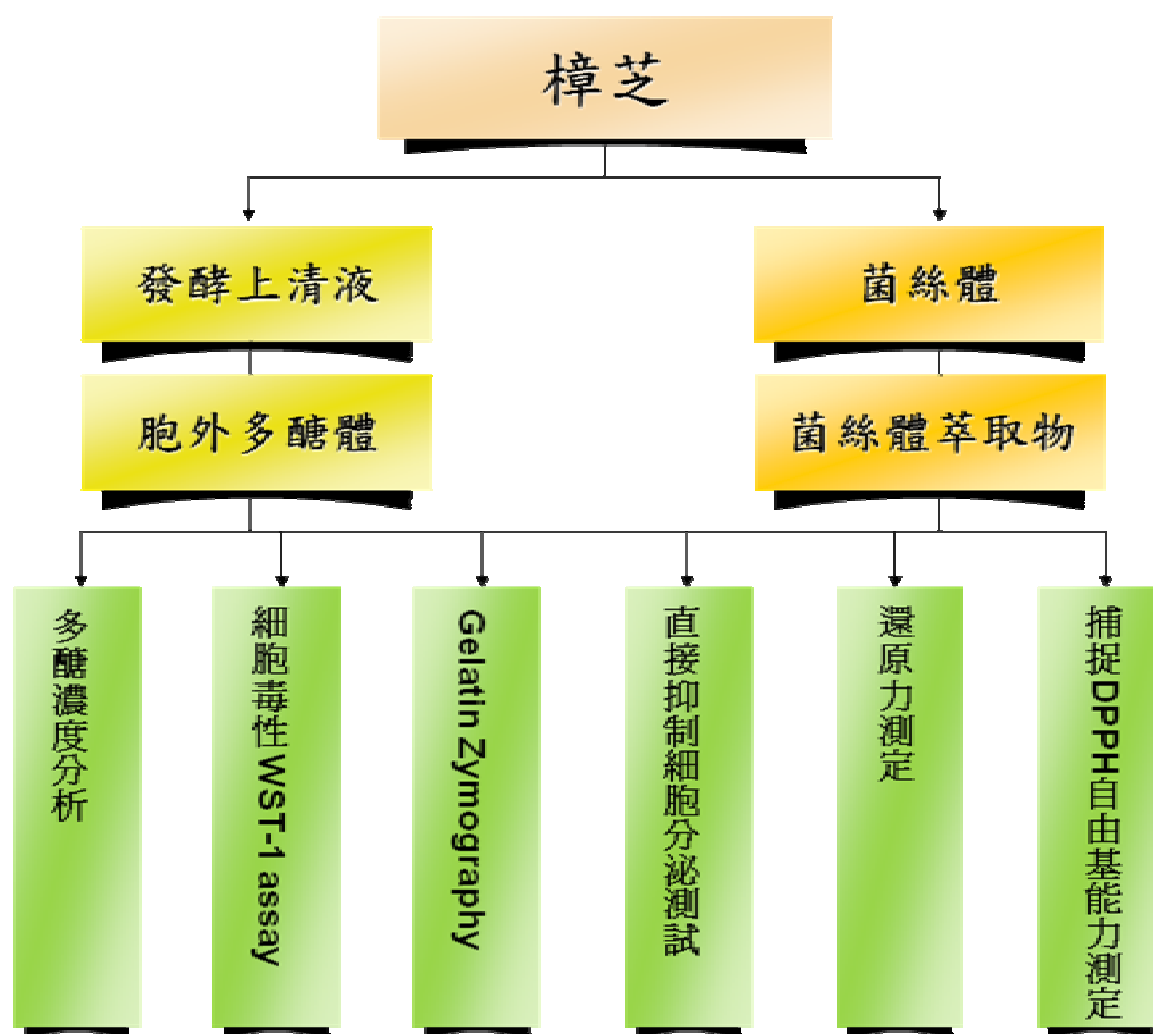 樟芝
發酵上清液
菌絲體
胞外多醣體
菌絲體萃取物
多醣濃度分析
細胞毒性WST-1 assay
Gelatin Zymography
直接抑制細胞分泌測試
還原力測定
捕捉DPPH自由基能力測定